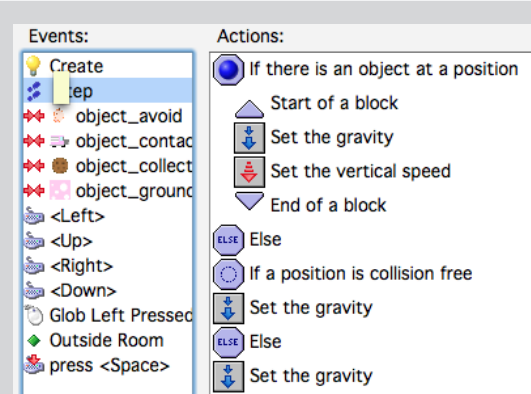 Events:
Create
tep
object_avoid
object_contac
object_collect
object_ground
<Left>
<Up>
<Right>
<Down>
Glob Left Pressed
Outside Room
press <Space>
Actions:
If there is an object at a position
Start of a block
Set the gravity
Set the vertical speed
End of a block
ELSE Else
If a position is collision free
Set the gravity
ELSE Else
Set the gravity